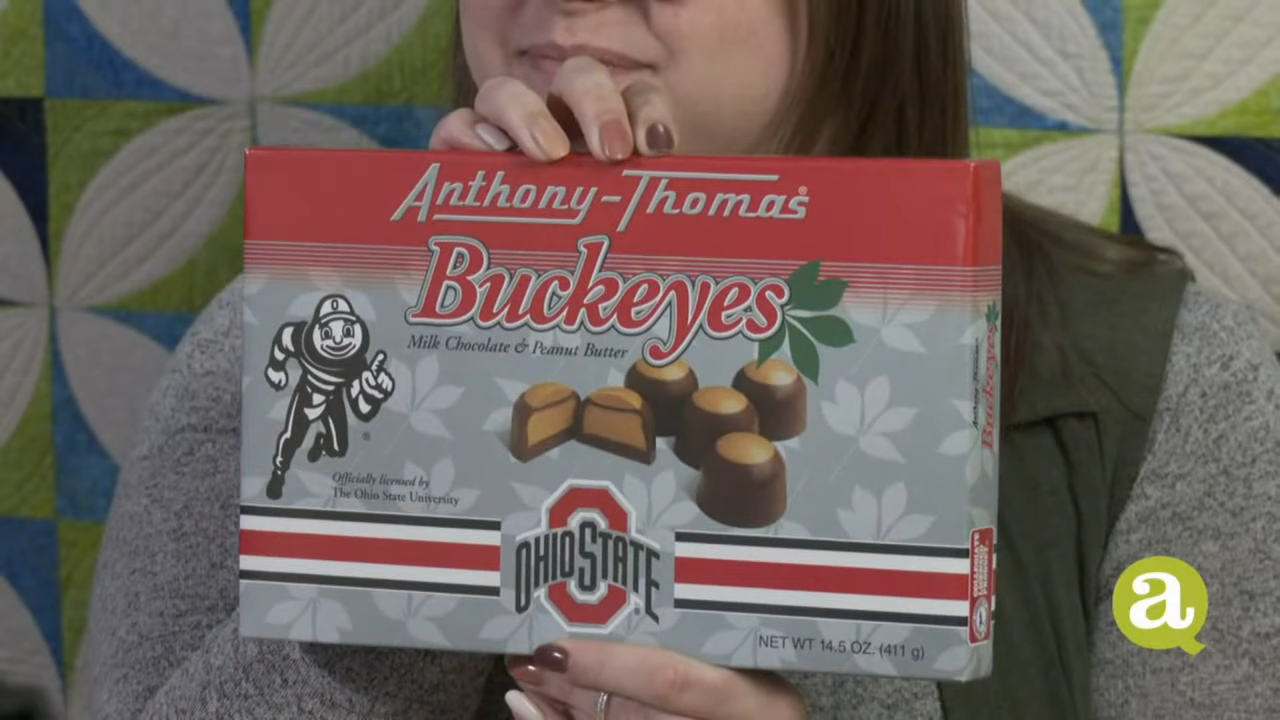 Anthony-Thomas®
Buckeyes
Milk Chocolate & Peanut Butter
®
Officially licensed by
The Ohio State University
OHIO STATE
NET WT 14.5 OZ. (411 g)
Buckeyes
a